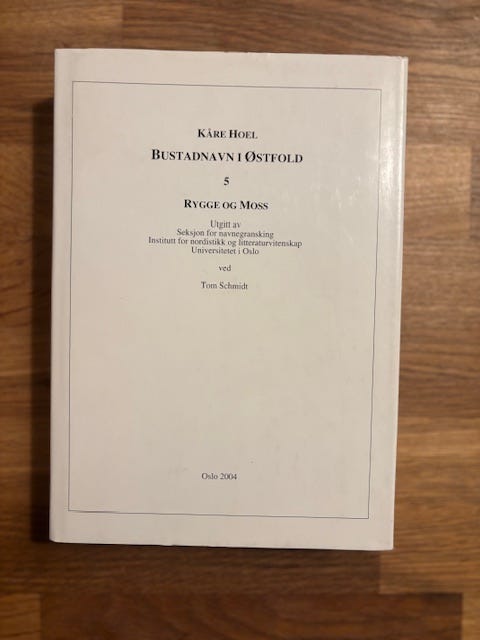 KÅRE HOEL
BUSTADNAVN I ØSTFOLD
5
RYGGE OG MOSS
Utgitt av
Seksjon for navnegransking
Institutt for nordistikk og litteraturvitenskap
Universitetet i Oslo
ved
Tom Schmidt
Oslo 2004